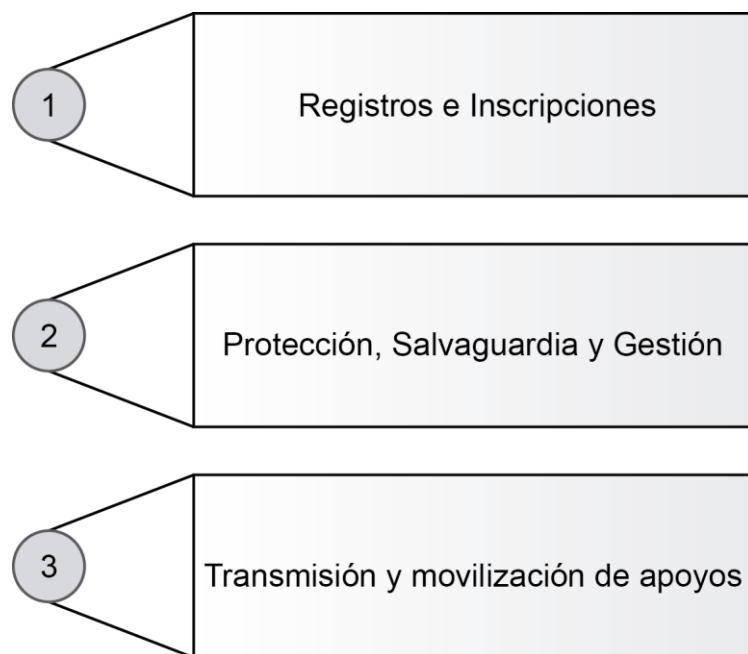 1
Registros e Inscripciones
2
Protección, Salvaguardia y Gestión
3
Transmisión y movilización de apoyos